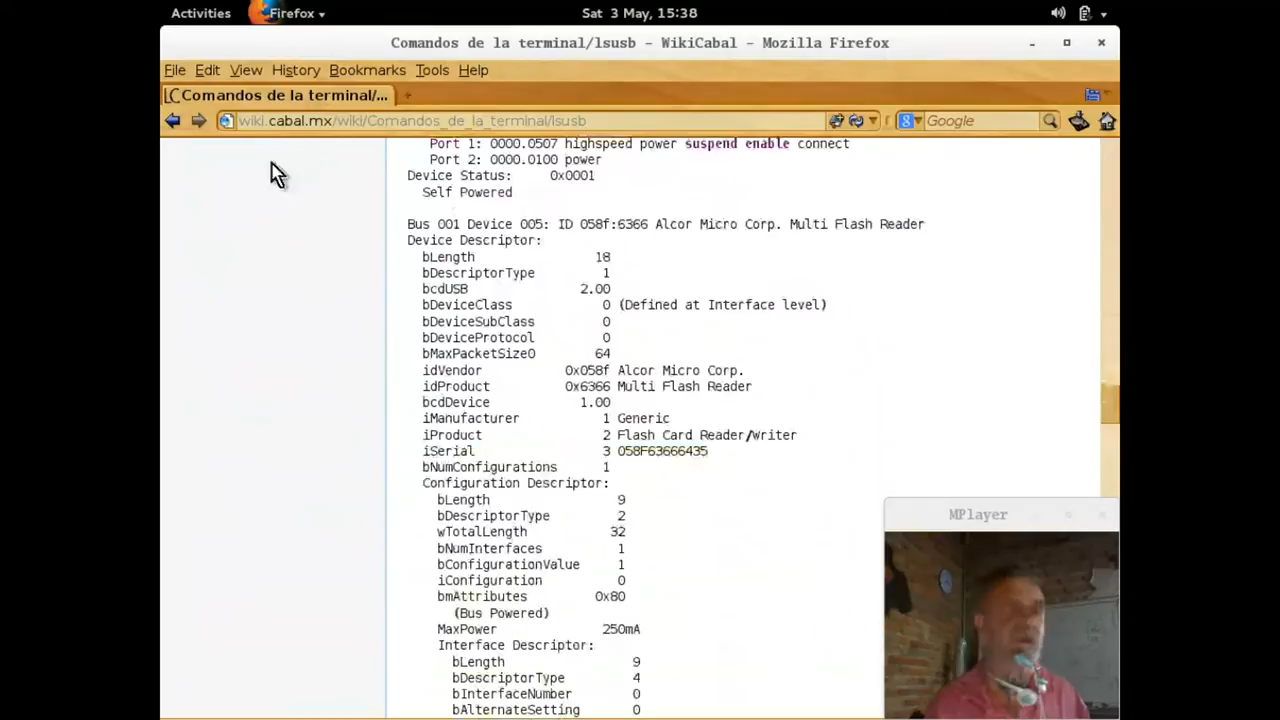 Activities Firefox Sat 3 May, 15:38
Comandos de la terminal/lsusb - WikiCabal - Mozilla Firefox
File Edit View History Bookmarks Tools Help
Comandos de la terminal/...
wiki.cabal.mx/wiki/Comandos_de_la_terminal/lsusb Google
Port 1: 0000.0507 highspeed power suspend enable connect
Port 2: 0000.0100 power
Device Status: 0x0001
Self Powered
Bus 001 Device 005: ID 058f:6366 Alcor Micro Corp. Multi Flash Reader
Device Descriptor:
bLength 18
bDescriptorType 1
bcdUSB 2.00
bDeviceClass 0 (Defined at Interface level)
bDeviceSubClass 0
bDeviceProtocol 0
bMaxPacketSize0 64
idVendor 0x058f Alcor Micro Corp.
idProduct 0x6366 Multi Flash Reader
bcdDevice 1.00
iManufacturer 1 Generic
iProduct 2 Flash Card Reader/Writer
iSerial 3 058F63666435
bNumConfigurations 1
Configuration Descriptor:
bLength 9
bDescriptorType 2
wTotalLength 32
bNumInterfaces 1
bConfigurationValue 1
iConfiguration 0
bmAttributes 0x80
(Bus Powered)
MaxPower 250mA
Interface Descriptor:
bLength 9
bDescriptorType 4
bInterfaceNumber 0
bAlternateSetting 0
MPlayer